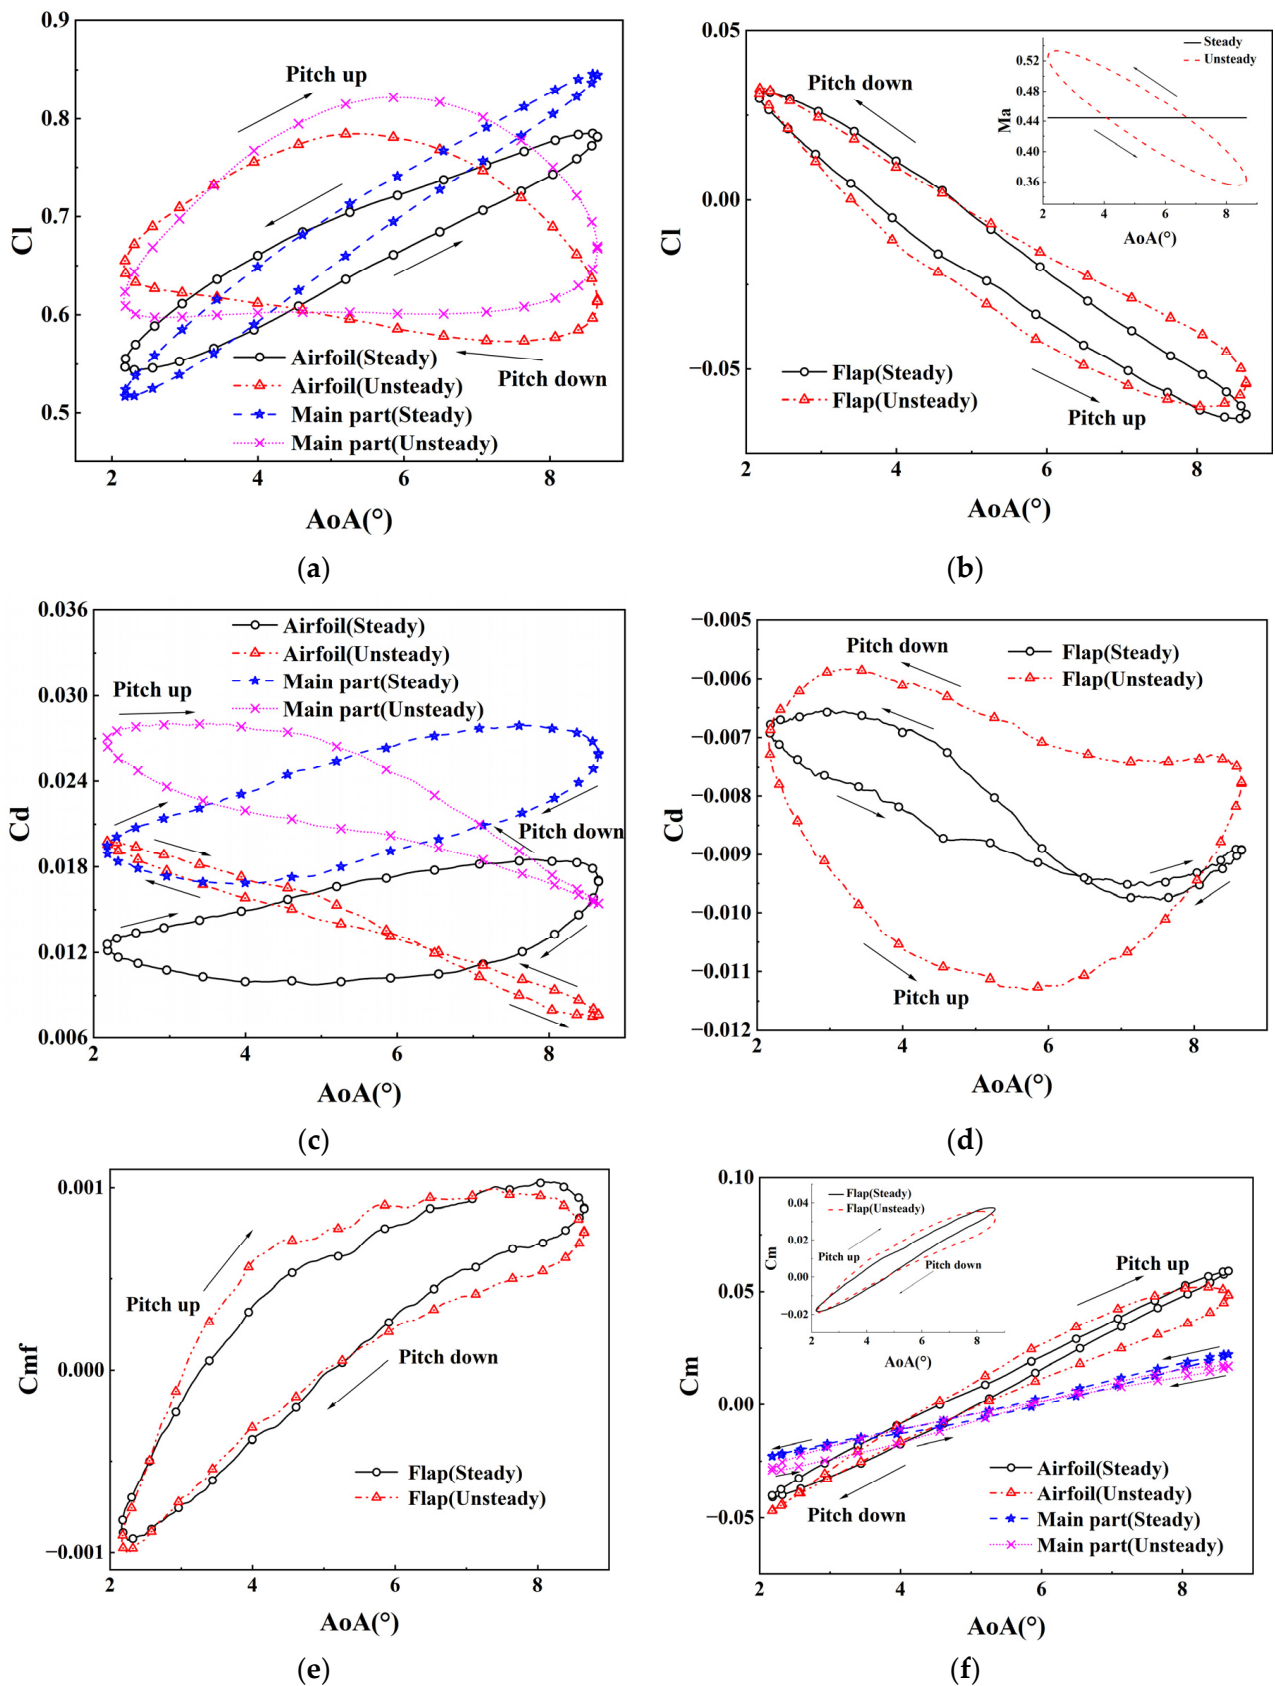 0.9
0.8
0.7
0.6
0.5
Cl
Pitch up
Pitch down
Airfoil(Steady)
Airfoil(Unsteady)
Main part(Steady)
Main part(Unsteady)
2 4 6 8
AoA(°)
(a)
0.05
0.00
−0.05
Cl
Pitch down
Pitch up
Flap(Steady)
Flap(Unsteady)
2 4 6 8
AoA(°)
Steady
Unsteady
0.52
0.48
0.44
0.40
0.36
Ma
2 4 6 8
AoA(°)
(b)
0.036
0.030
0.024
0.018
0.012
0.006
Cd
Airfoil(Steady)
Airfoil(Unsteady)
Main part(Steady)
Main part(Unsteady)
Pitch up
Pitch down
2 4 6 8
AoA(°)
(c)
−0.005
−0.006
−0.007
−0.008
−0.009
−0.010
−0.011
−0.012
Cd
Pitch down
Flap(Steady)
Flap(Unsteady)
Pitch up
2 4 6 8
AoA(°)
(d)
0.001
0.000
−0.001
Cmf
Pitch up
Pitch down
Flap(Steady)
Flap(Unsteady)
2 4 6 8
AoA(°)
(e)
0.10
0.05
0.00
−0.05
Cm
Flap(Steady)
Flap(Unsteady)
0.04
0.02
0.00
−0.02
Cm
Pitch up
Pitch down
2 4 6 8
AoA(°)
Pitch up
Pitch down
Airfoil(Steady)
Airfoil(Unsteady)
Main part(Steady)
Main part(Unsteady)
2 4 6 8
AoA(°)
(f)